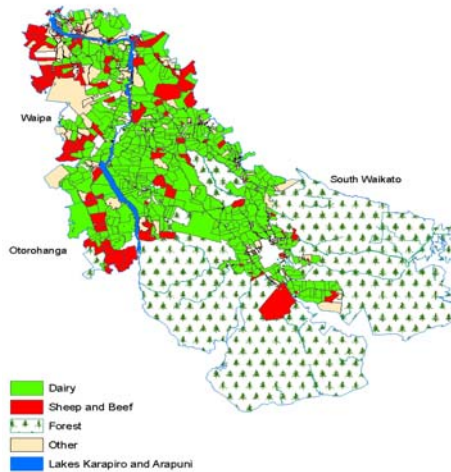 Waipa
South Waikato
Otorohanga
Dairy
Sheep and Beef
Forest
Other
Lakes Karapiro and Arapuni